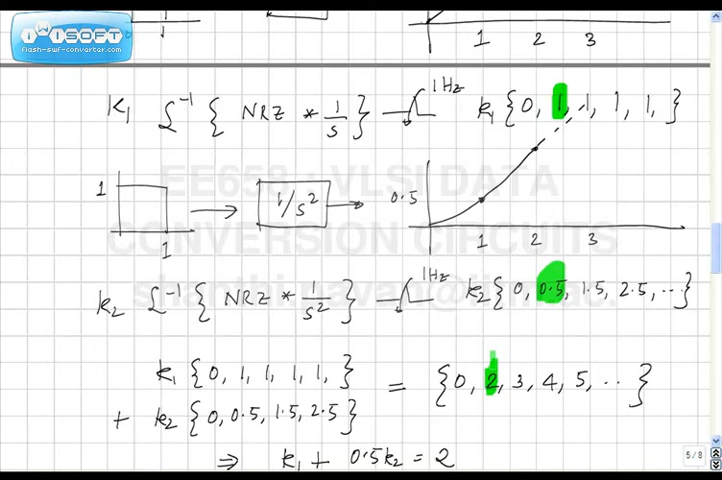 iWiSOFT
flash-swf-converter.com
1 1 2 3
K₁ ℒ⁻¹ { NRZ * 1/s } 1Hz k₁ {0, 1, 1, 1, 1, }
EE658 : VLSI DATA
1 1/s² 0.5
CONVERSION CIRCUITS
1 1 2 3
k₂ ℒ⁻¹ { NRZ * 1/s² } 1Hz k₂ {0, 0.5, 1.5, 2.5, ...}
k₁ {0, 1, 1, 1, 1, } = {0, 2, 3, 4, 5, ...}
+ k₂ {0, 0.5, 1.5, 2.5}
⇒ k₁ + 0.5k₂ = 2
5/8